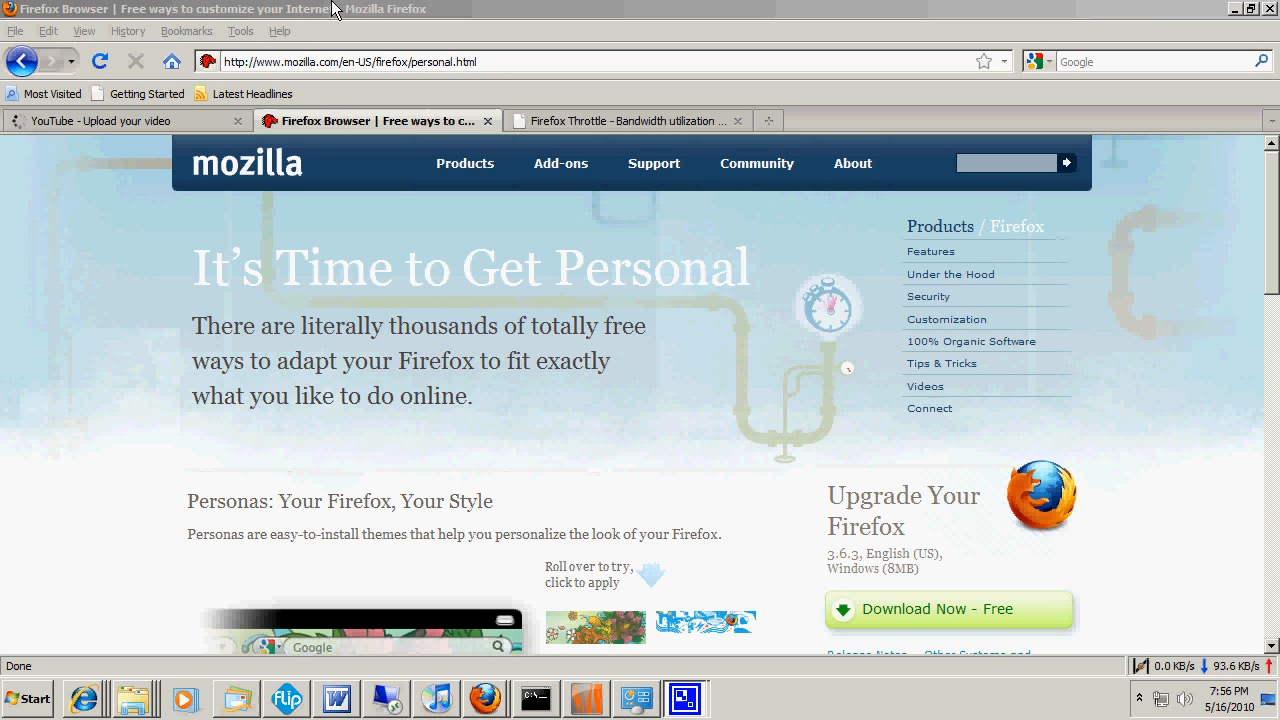 Firefox Browser | Free ways to customize your Interne Mozilla Firefox
File Edit View History Bookmarks Tools Help
http://www.mozilla.com/en-US/firefox/personal.html
Google
Most Visited Getting Started Latest Headlines
YouTube - Upload your video
Firefox Browser | Free ways to c...
Firefox Throttle - Bandwidth utilization ...
mozilla
Products Add-ons Support Community About
It's Time to Get Personal
There are literally thousands of totally free
ways to adapt your Firefox to fit exactly
what you like to do online.
Products / Firefox
Features
Under the Hood
Security
Customization
100% Organic Software
Tips & Tricks
Videos
Connect
Personas: Your Firefox, Your Style
Personas are easy-to-install themes that help you personalize the look of your Firefox.
Roll over to try,
click to apply
Google
Upgrade Your
Firefox
3.6.3, English (US),
Windows (8MB)
Download Now - Free
Release Notes Other Systems and
Done
0.0 KB/s 93.6 KB/s
Start
flip
C:\.
7:56 PM
5/16/2010